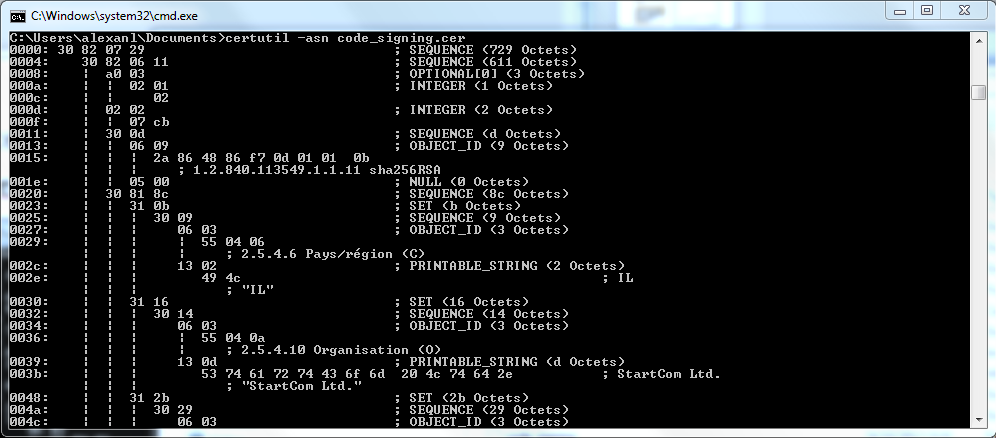 C:\Windows\system32\cmd.exe
C:\Users\alexanl\Documents>certutil -asn code_signing.cer
0000: 30 82 07 29 ; SEQUENCE (729 Octets)
0004: 30 82 06 11 ; SEQUENCE (611 Octets)
0008: | a0 03 ; OPTIONAL[0] (3 Octets)
000a: | | 02 01 ; INTEGER (1 Octets)
000c: | | 02
000d: | 02 02 ; INTEGER (2 Octets)
000f: | | 07 cb
0011: | 30 0d ; SEQUENCE (d Octets)
0013: | | 06 09 ; OBJECT_ID (9 Octets)
0015: | | | 2a 86 48 86 f7 0d 01 01 0b
| | | ; 1.2.840.113549.1.1.11 sha256RSA
001e: | | 05 00 ; NULL (0 Octets)
0020: | 30 81 8c ; SEQUENCE (8c Octets)
0023: | | 31 0b ; SET (b Octets)
0025: | | | 30 09 ; SEQUENCE (9 Octets)
0027: | | | 06 03 ; OBJECT_ID (3 Octets)
0029: | | | | 55 04 06
| | | | ; 2.5.4.6 Pays/région (C)
002c: | | | 13 02 ; PRINTABLE_STRING (2 Octets)
002e: | | | 49 4c ; IL
| | | ; "IL"
0030: | | 31 16 ; SET (16 Octets)
0032: | | | 30 14 ; SEQUENCE (14 Octets)
0034: | | | 06 03 ; OBJECT_ID (3 Octets)
0036: | | | | 55 04 0a
| | | | ; 2.5.4.10 Organisation (O)
0039: | | | 13 0d ; PRINTABLE_STRING (d Octets)
003b: | | | 53 74 61 72 74 43 6f 6d 20 4c 74 64 2e ; StartCom Ltd.
| | | ; "StartCom Ltd."
0048: | | 31 2b ; SET (2b Octets)
004a: | | | 30 29 ; SEQUENCE (29 Octets)
004c: | | | 06 03 ; OBJECT_ID (3 Octets)